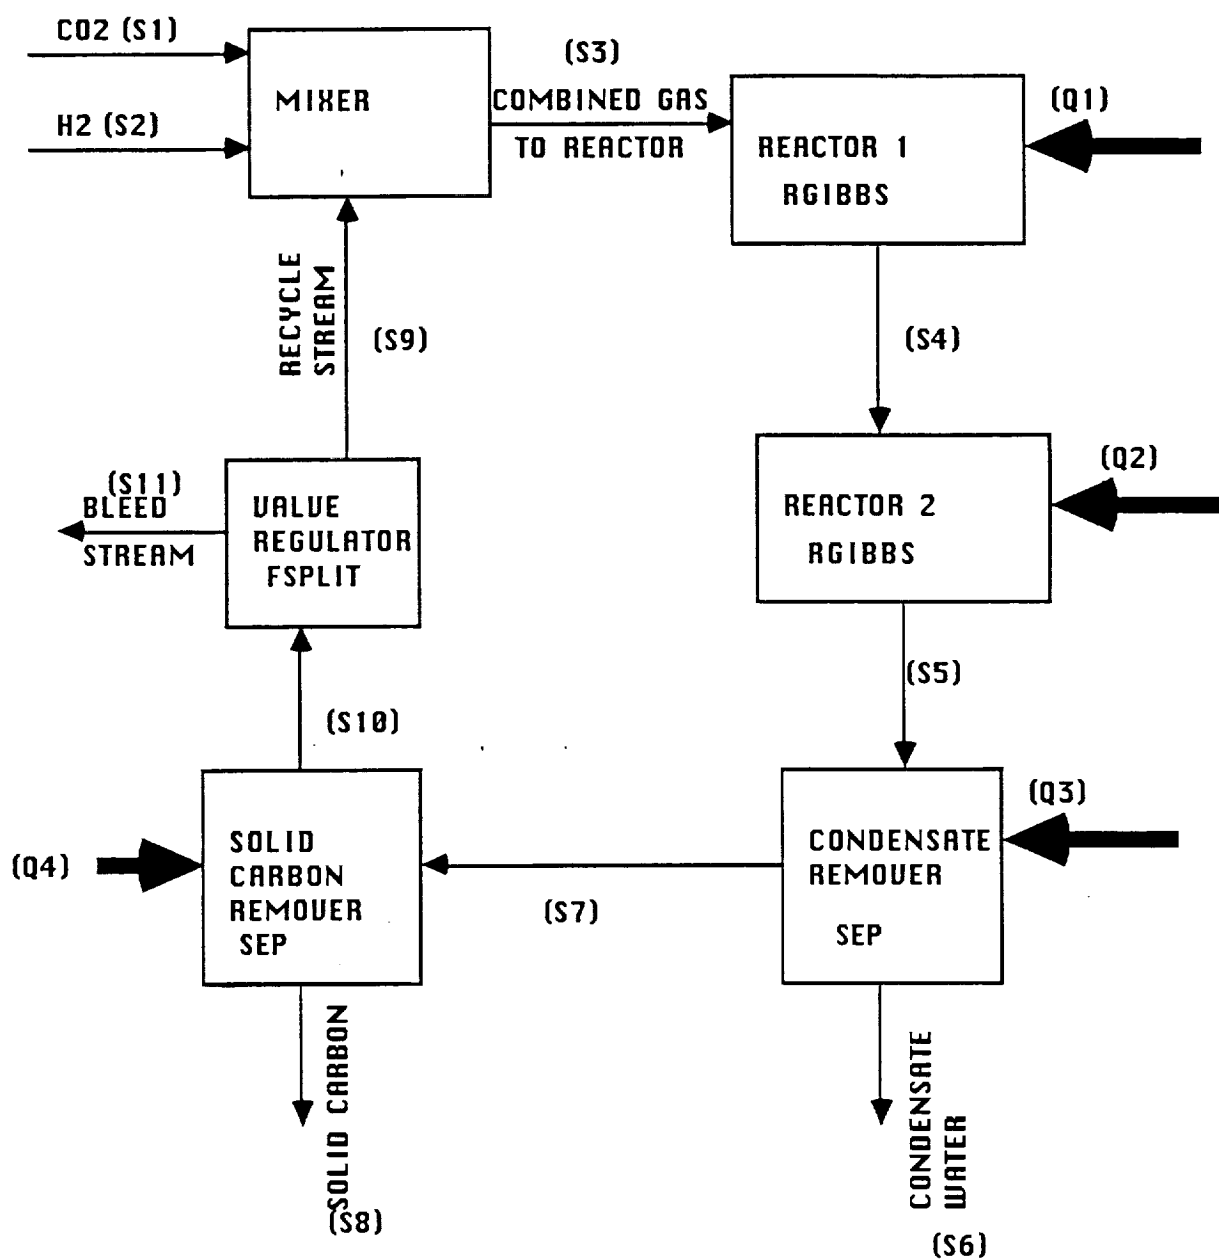 CO2 (S1)
H2 (S2)
MIXER
(S3)
COMBINED GAS
TO REACTOR
REACTOR 1
RGIBBS
(Q1)
RECYCLE
STREAM
(S9)
(S4)
(S11)
BLEED
STREAM
VALUE
REGULATOR
FSPLIT
REACTOR 2
RGIBBS
(Q2)
(S10)
(S5)
(Q4)
SOLID
CARBON
REMOVER
SEP
(S7)
CONDENSATE
REMOVER
SEP
(Q3)
SOLID CARBON
(S8)
CONDENSATE
WATER
(S6)